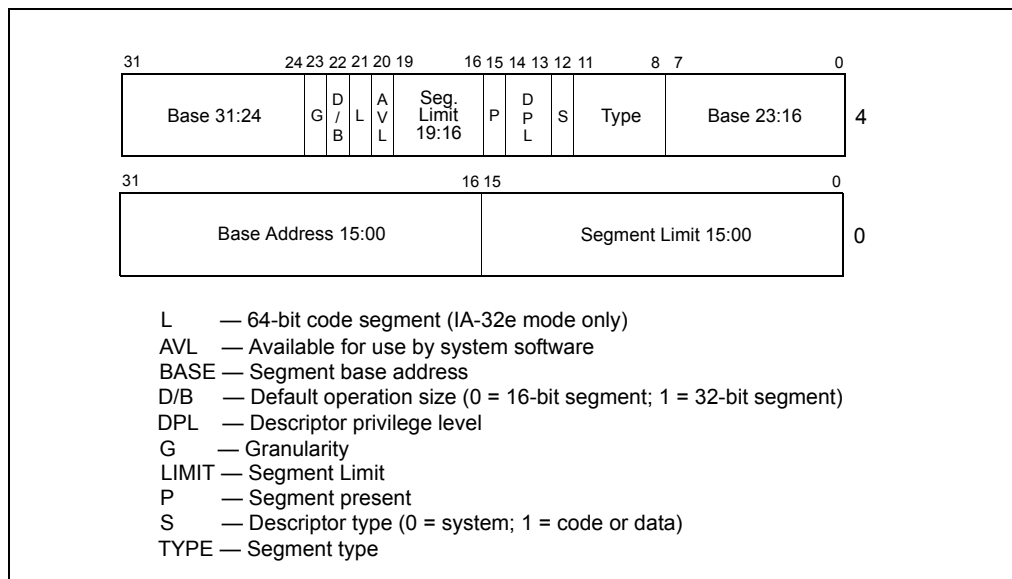 31 24 23 22 21 20 19 16 15 14 13 12 11 8 7 0
Base 31:24 G D/B L AVL Seg. Limit 19:16 P DPL S Type Base 23:16 4
31 16 15 0
Base Address 15:00 Segment Limit 15:00 0
L — 64-bit code segment (IA-32e mode only)
AVL — Available for use by system software
BASE — Segment base address
D/B — Default operation size (0 = 16-bit segment; 1 = 32-bit segment)
DPL — Descriptor privilege level
G — Granularity
LIMIT — Segment Limit
P — Segment present
S — Descriptor type (0 = system; 1 = code or data)
TYPE — Segment type